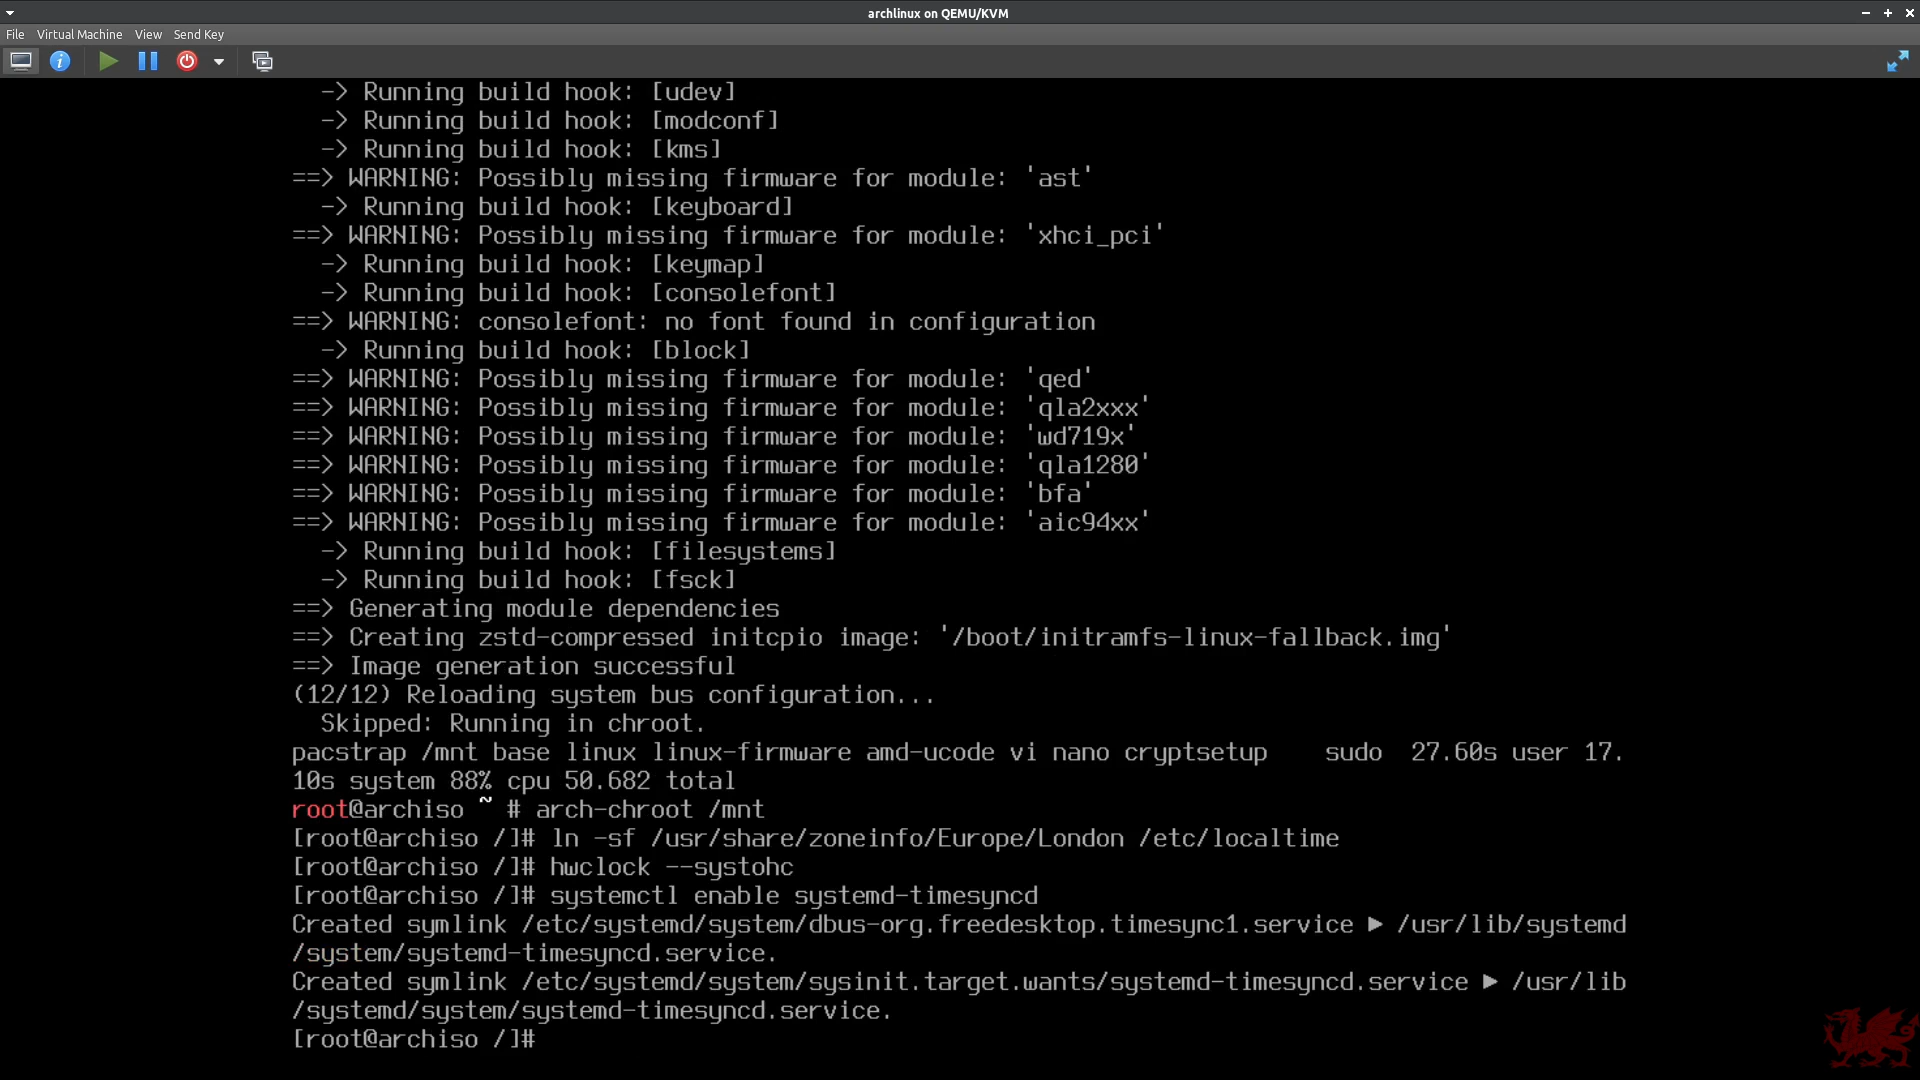 archlinux on QEMU/KVM
File Virtual Machine View Send Key
-> Running build hook: [udev]
-> Running build hook: [modconf]
-> Running build hook: [kms]
==> WARNING: Possibly missing firmware for module: 'ast'
-> Running build hook: [keyboard]
==> WARNING: Possibly missing firmware for module: 'xhci_pci'
-> Running build hook: [keymap]
-> Running build hook: [consolefont]
==> WARNING: consolefont: no font found in configuration
-> Running build hook: [block]
==> WARNING: Possibly missing firmware for module: 'qed'
==> WARNING: Possibly missing firmware for module: 'qla2xxx'
==> WARNING: Possibly missing firmware for module: 'wd719x'
==> WARNING: Possibly missing firmware for module: 'qla1280'
==> WARNING: Possibly missing firmware for module: 'bfa'
==> WARNING: Possibly missing firmware for module: 'aic94xx'
-> Running build hook: [filesystems]
-> Running build hook: [fsck]
==> Generating module dependencies
==> Creating zstd-compressed initcpio image: '/boot/initramfs-linux-fallback.img'
==> Image generation successful
(12/12) Reloading system bus configuration...
Skipped: Running in chroot.
pacstrap /mnt base linux linux-firmware amd-ucode vi nano cryptsetup    sudo  27.60s user 17.
10s system 88% cpu 50.682 total
root@archiso ~ # arch-chroot /mnt
[root@archiso /]# ln -sf /usr/share/zoneinfo/Europe/London /etc/localtime
[root@archiso /]# hwclock --systohc
[root@archiso /]# systemctl enable systemd-timesyncd
Created symlink /etc/systemd/system/dbus-org.freedesktop.timesync1.service ► /usr/lib/systemd
/system/systemd-timesyncd.service.
Created symlink /etc/systemd/system/sysinit.target.wants/systemd-timesyncd.service ► /usr/lib
/systemd/system/systemd-timesyncd.service.
[root@archiso /]#